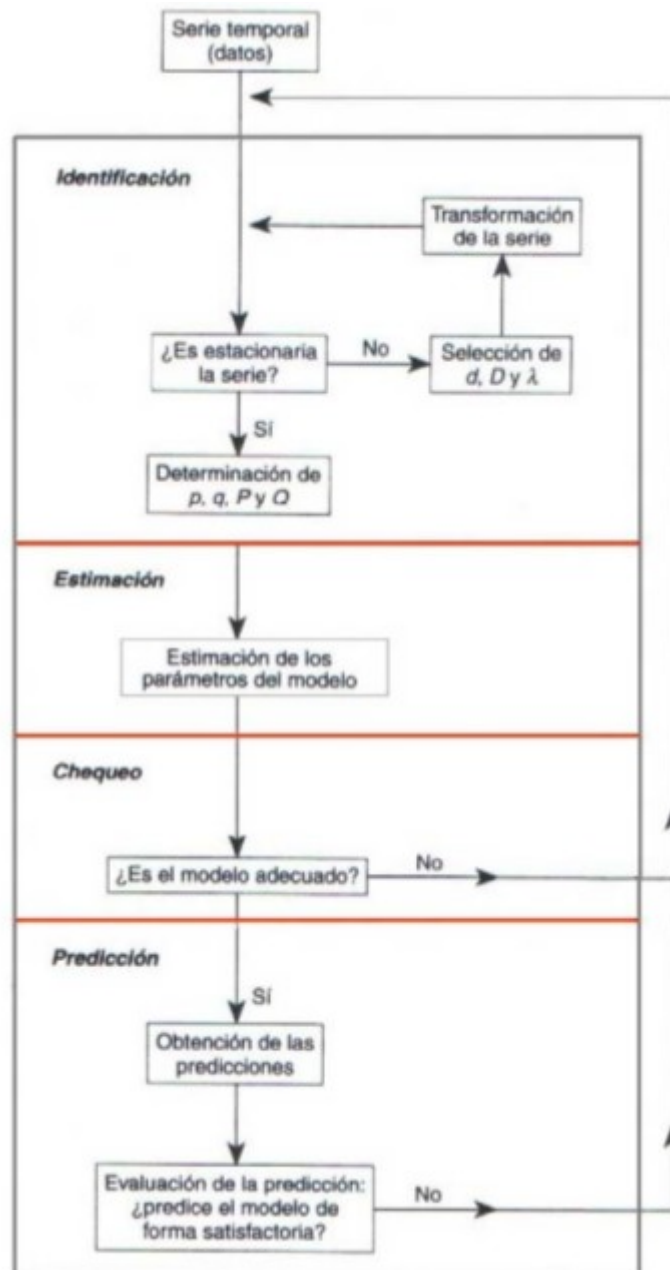 Serie temporal
(datos)
Identificación
Transformación
de la serie
¿Es estacionaria
la serie?
No
Selección de
d, D y λ
Sí
Determinación de
p, q, P y Q
Estimación
Estimación de los
parámetros del modelo
Chequeo
¿Es el modelo adecuado?
No
Predicción
Sí
Obtención de las
predicciones
Evaluación de la predicción:
¿predice el modelo de
forma satisfactoria?
No